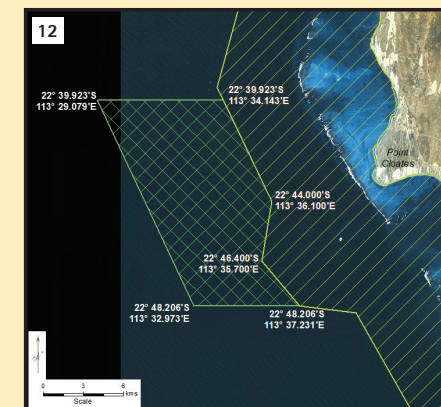 12
22° 39.923'S
113° 29.079'E
22° 39.923'S
113° 34.143'E
Point
Cloates
22° 44.000'S
113° 36.100'E
22° 46.400'S
113° 35.700'E
22° 48.206'S
113° 32.973'E
22° 48.206'S
113° 37.231'E
0 3 6
kms
Scale